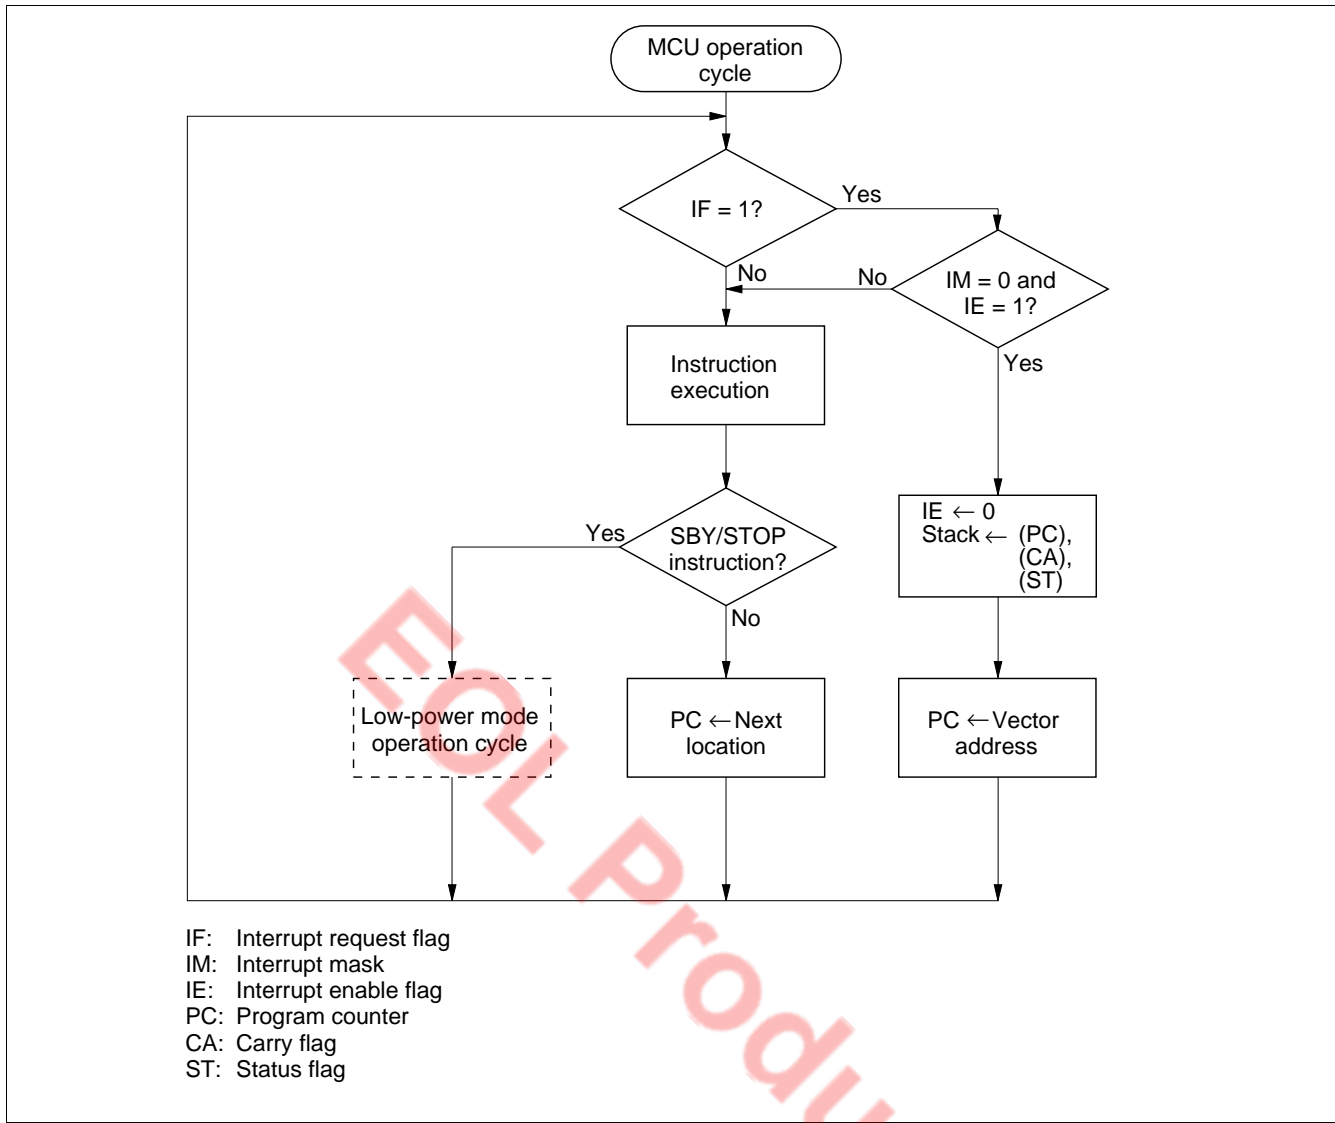 MCU operation
cycle
IF = 1?
Yes
No
No
IM = 0 and
IE = 1?
Yes
Instruction
execution
Yes
SBY/STOP
instruction?
No
IE ← 0
Stack ← (PC),
(CA),
(ST)
Low-power mode
operation cycle
PC ← Next
location
PC ← Vector
address
IF: Interrupt request flag
IM: Interrupt mask
IE: Interrupt enable flag
PC: Program counter
CA: Carry flag
ST: Status flag
EOL Produ